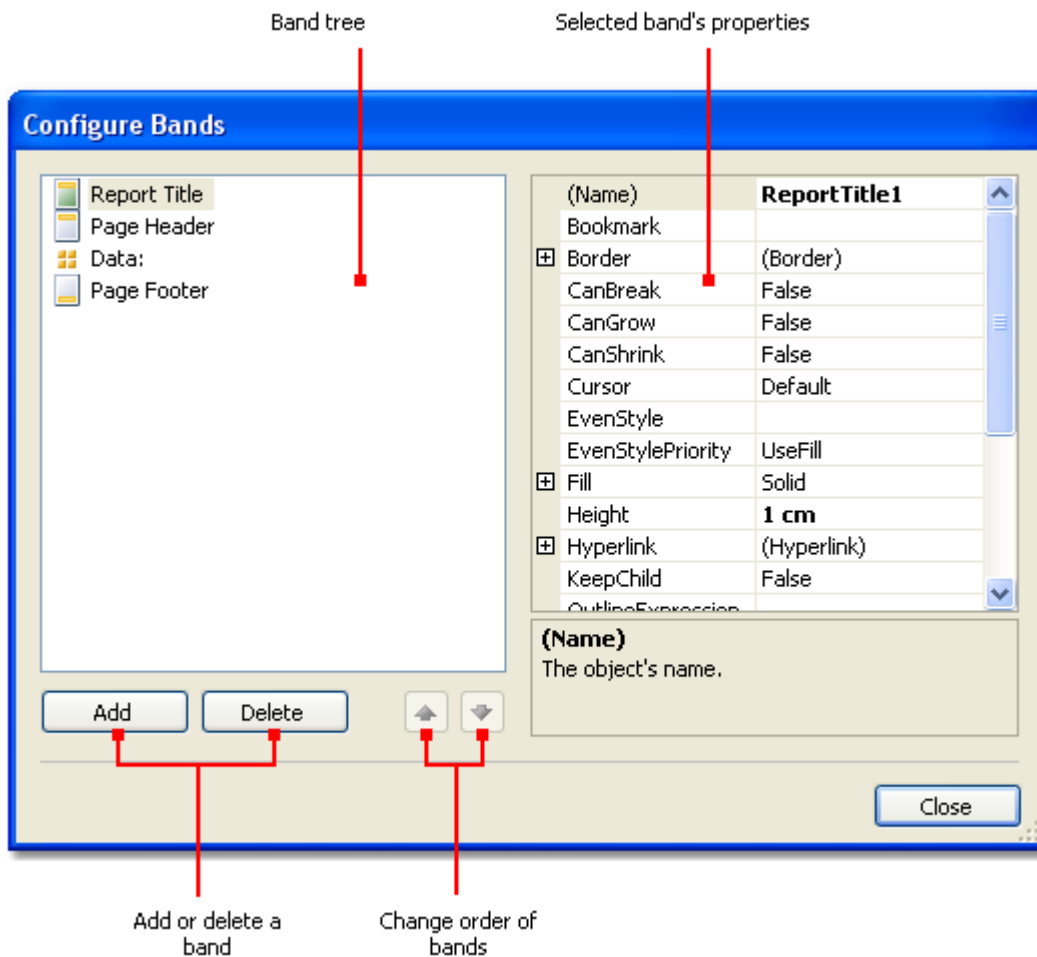 Band tree
Selected band's properties
Configure Bands
Report Title
Page Header
Data:
Page Footer
(Name) ReportTitle1
Bookmark
Border (Border)
CanBreak False
CanGrow False
CanShrink False
Cursor Default
EvenStyle
EvenStylePriority UseFill
Fill Solid
Height 1 cm
Hyperlink (Hyperlink)
KeepChild False
OutlineExpression
(Name)
The object's name.
Add
Delete
Close
Add or delete a
band
Change order of
bands